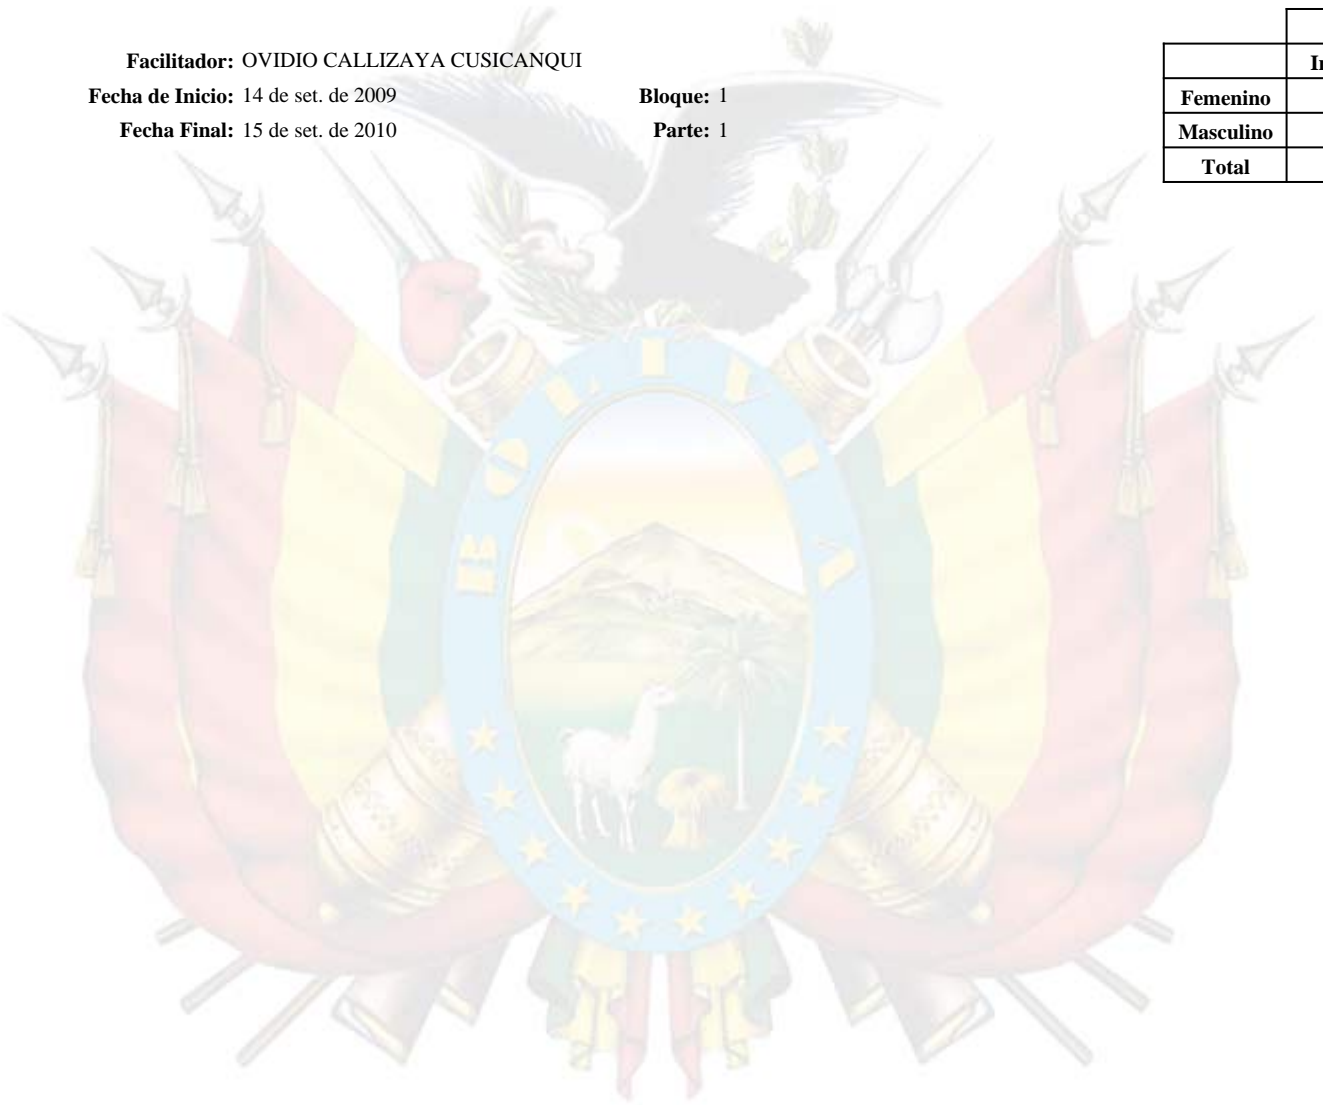 Facilitador: OVIDIO CALLIZAYA CUSICANQUI
Fecha de Inicio: 14 de set. de 2009 Bloque: 1
Fecha Final: 15 de set. de 2010 Parte: 1
Femenino
Masculino
Total
BOLIVIA